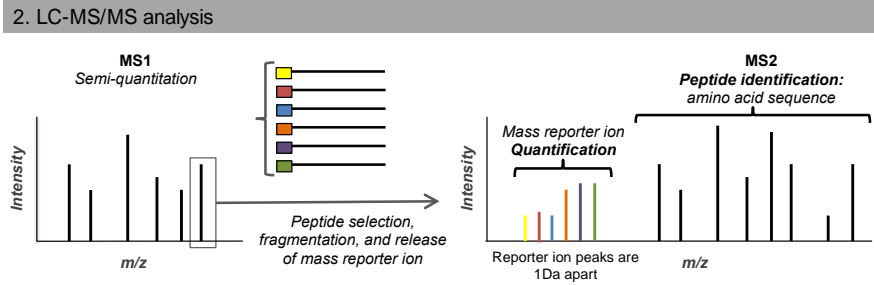 2. LC-MS/MS analysis
MS1
Semi-quantitation
MS2
Peptide identification:
amino acid sequence
Mass reporter ion
Quantification
Intensity
Intensity
Peptide selection,
fragmentation, and release
of mass reporter ion
m/z
Reporter ion peaks are
1Da apart
m/z